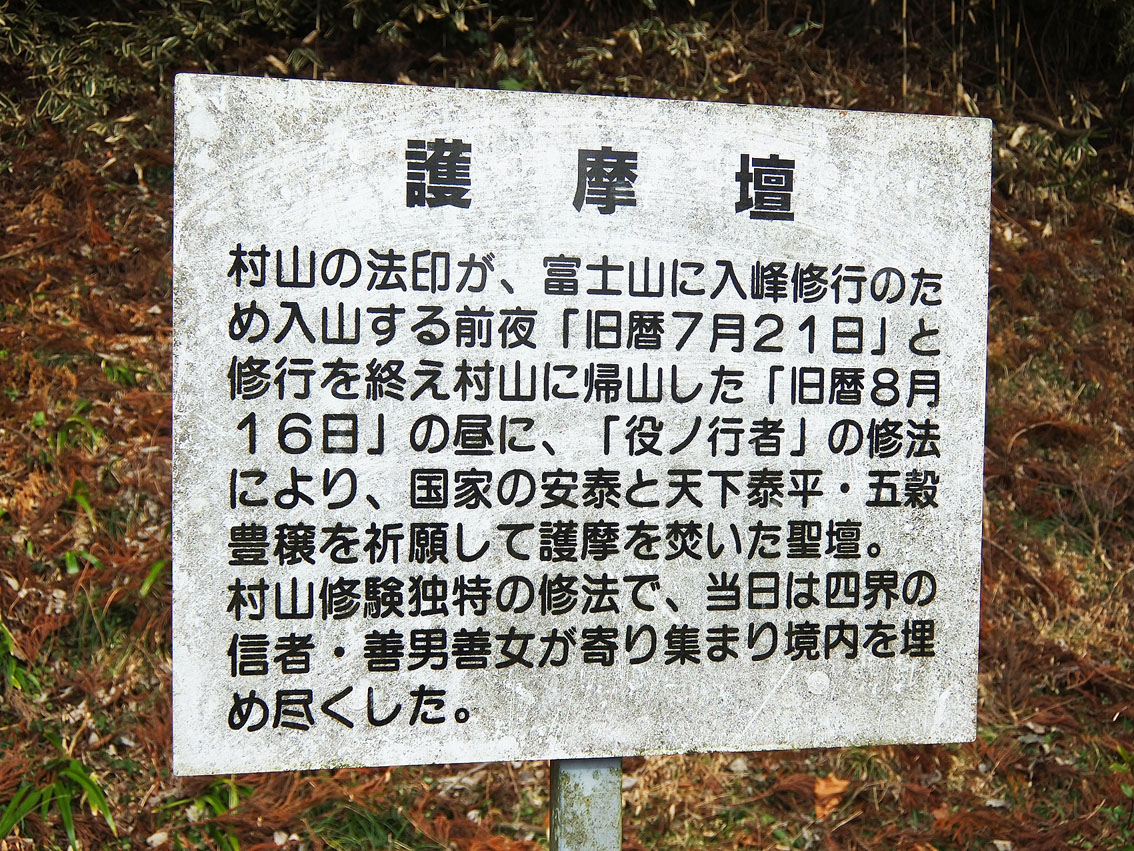 護摩壇
村山の法印が、富士山に入峰修行のた
め入山する前夜「旧暦７月２１日」と
修行を終え村山に帰山した「旧暦８月
１６日」の昼に、「役ノ行者」の修法
により、国家の安泰と天下泰平・五穀
豊穣を祈願して護摩を焚いた聖壇。
村山修験独特の修法で、当日は四界の
信者・善男善女が寄り集まり境内を埋
め尽くした。